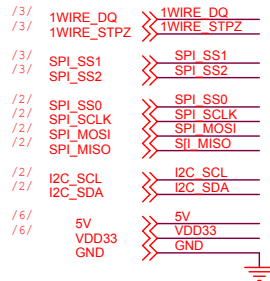 /3/ 1WIRE_DQ 1WIRE_DQ
/3/ 1WIRE_STPZ 1WIRE_STPZ
/3/ SPI_SS1 SPI_SS1
/3/ SPI_SS2 SPI_SS2
/2/ SPI_SS0 SPI_SS0
/2/ SPI_SCLK SPI_SCLK
/2/ SPI_MOSI SPI_MOSI
/2/ SPI_MISO S[I_MISO
/2/ I2C_SCL I2C_SCL
/2/ I2C_SDA I2C_SDA
/6/ 5V 5V
/6/ VDD33 VDD33
GND GND